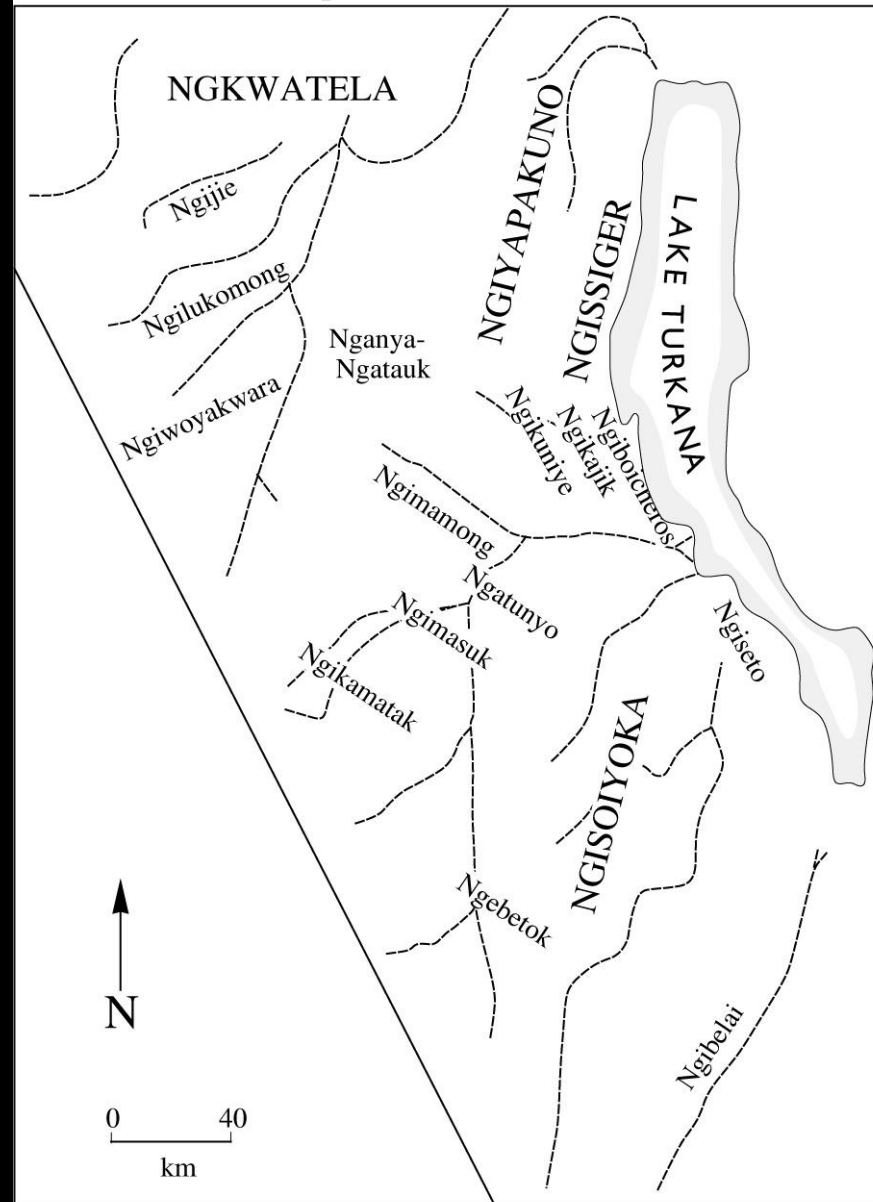 NGKWATELA
NGIYAPAKUNO
Ngijie
LAKE TURKANA
NGISSIGER
Ngilukomong
Nganya-
Ngatauk
Ngiwoyakwara
Ngikuniye
Ngikajik
Ngiboicheros
Ngimamong
Ngatunyo
Ngimasuk
Ngiseto
Ngikamatak
NGISOIYOKA
Ngebetok
N
Ngibelai
0 40
km